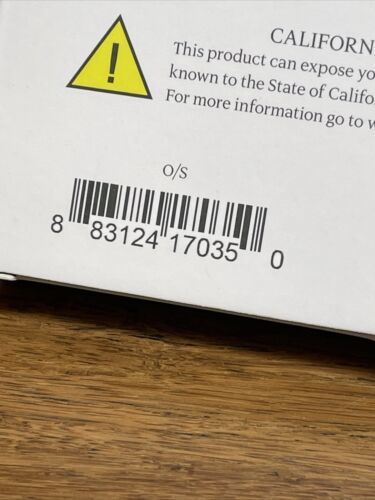 CALIFORN
This product can expose yo
known to the State of Califo
For more information go to w
O/S
8 83124 17035 0